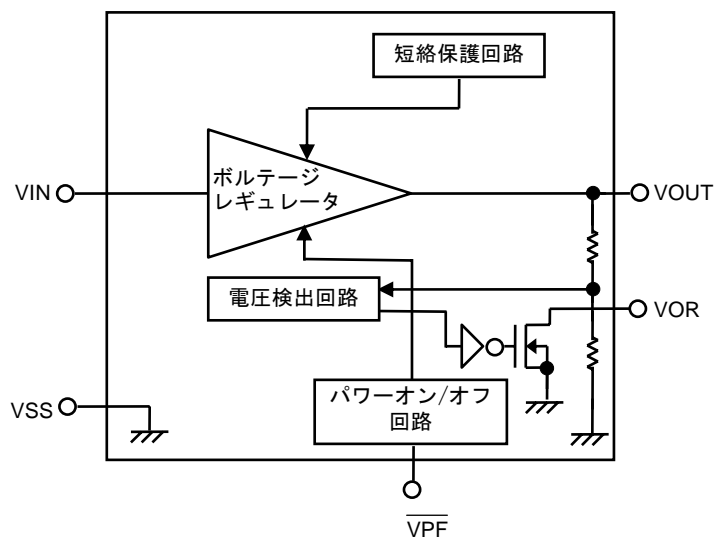 短絡保護回路
ボルテージ
レギュレータ
VIN
VOUT
電圧検出回路
VOR
パワーオン/オフ
回路
VSS
VPF